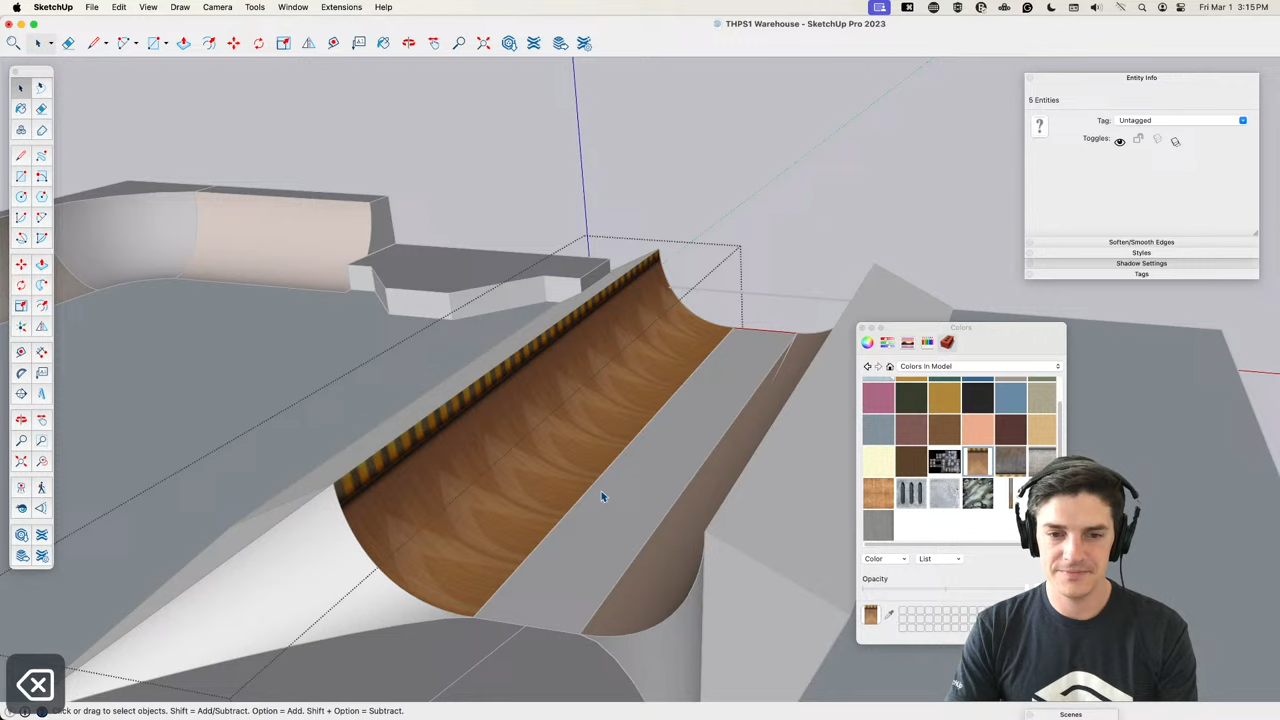 SketchUp File Edit View Draw Camera Tools Window Extensions Help
Fri Mar 1 3:15PM
THPS1 Warehouse - SketchUp Pro 2023
Entity Info
5 Entities
Tag: Untagged
Toggles:
Soften/Smooth Edges
Styles
Shadow Settings
Tags
Colors
Colors In Model
Color List
Opacity
Click or drag to select objects. Shift = Add/Subtract. Option = Add. Shift + Option = Subtract.
Scenes